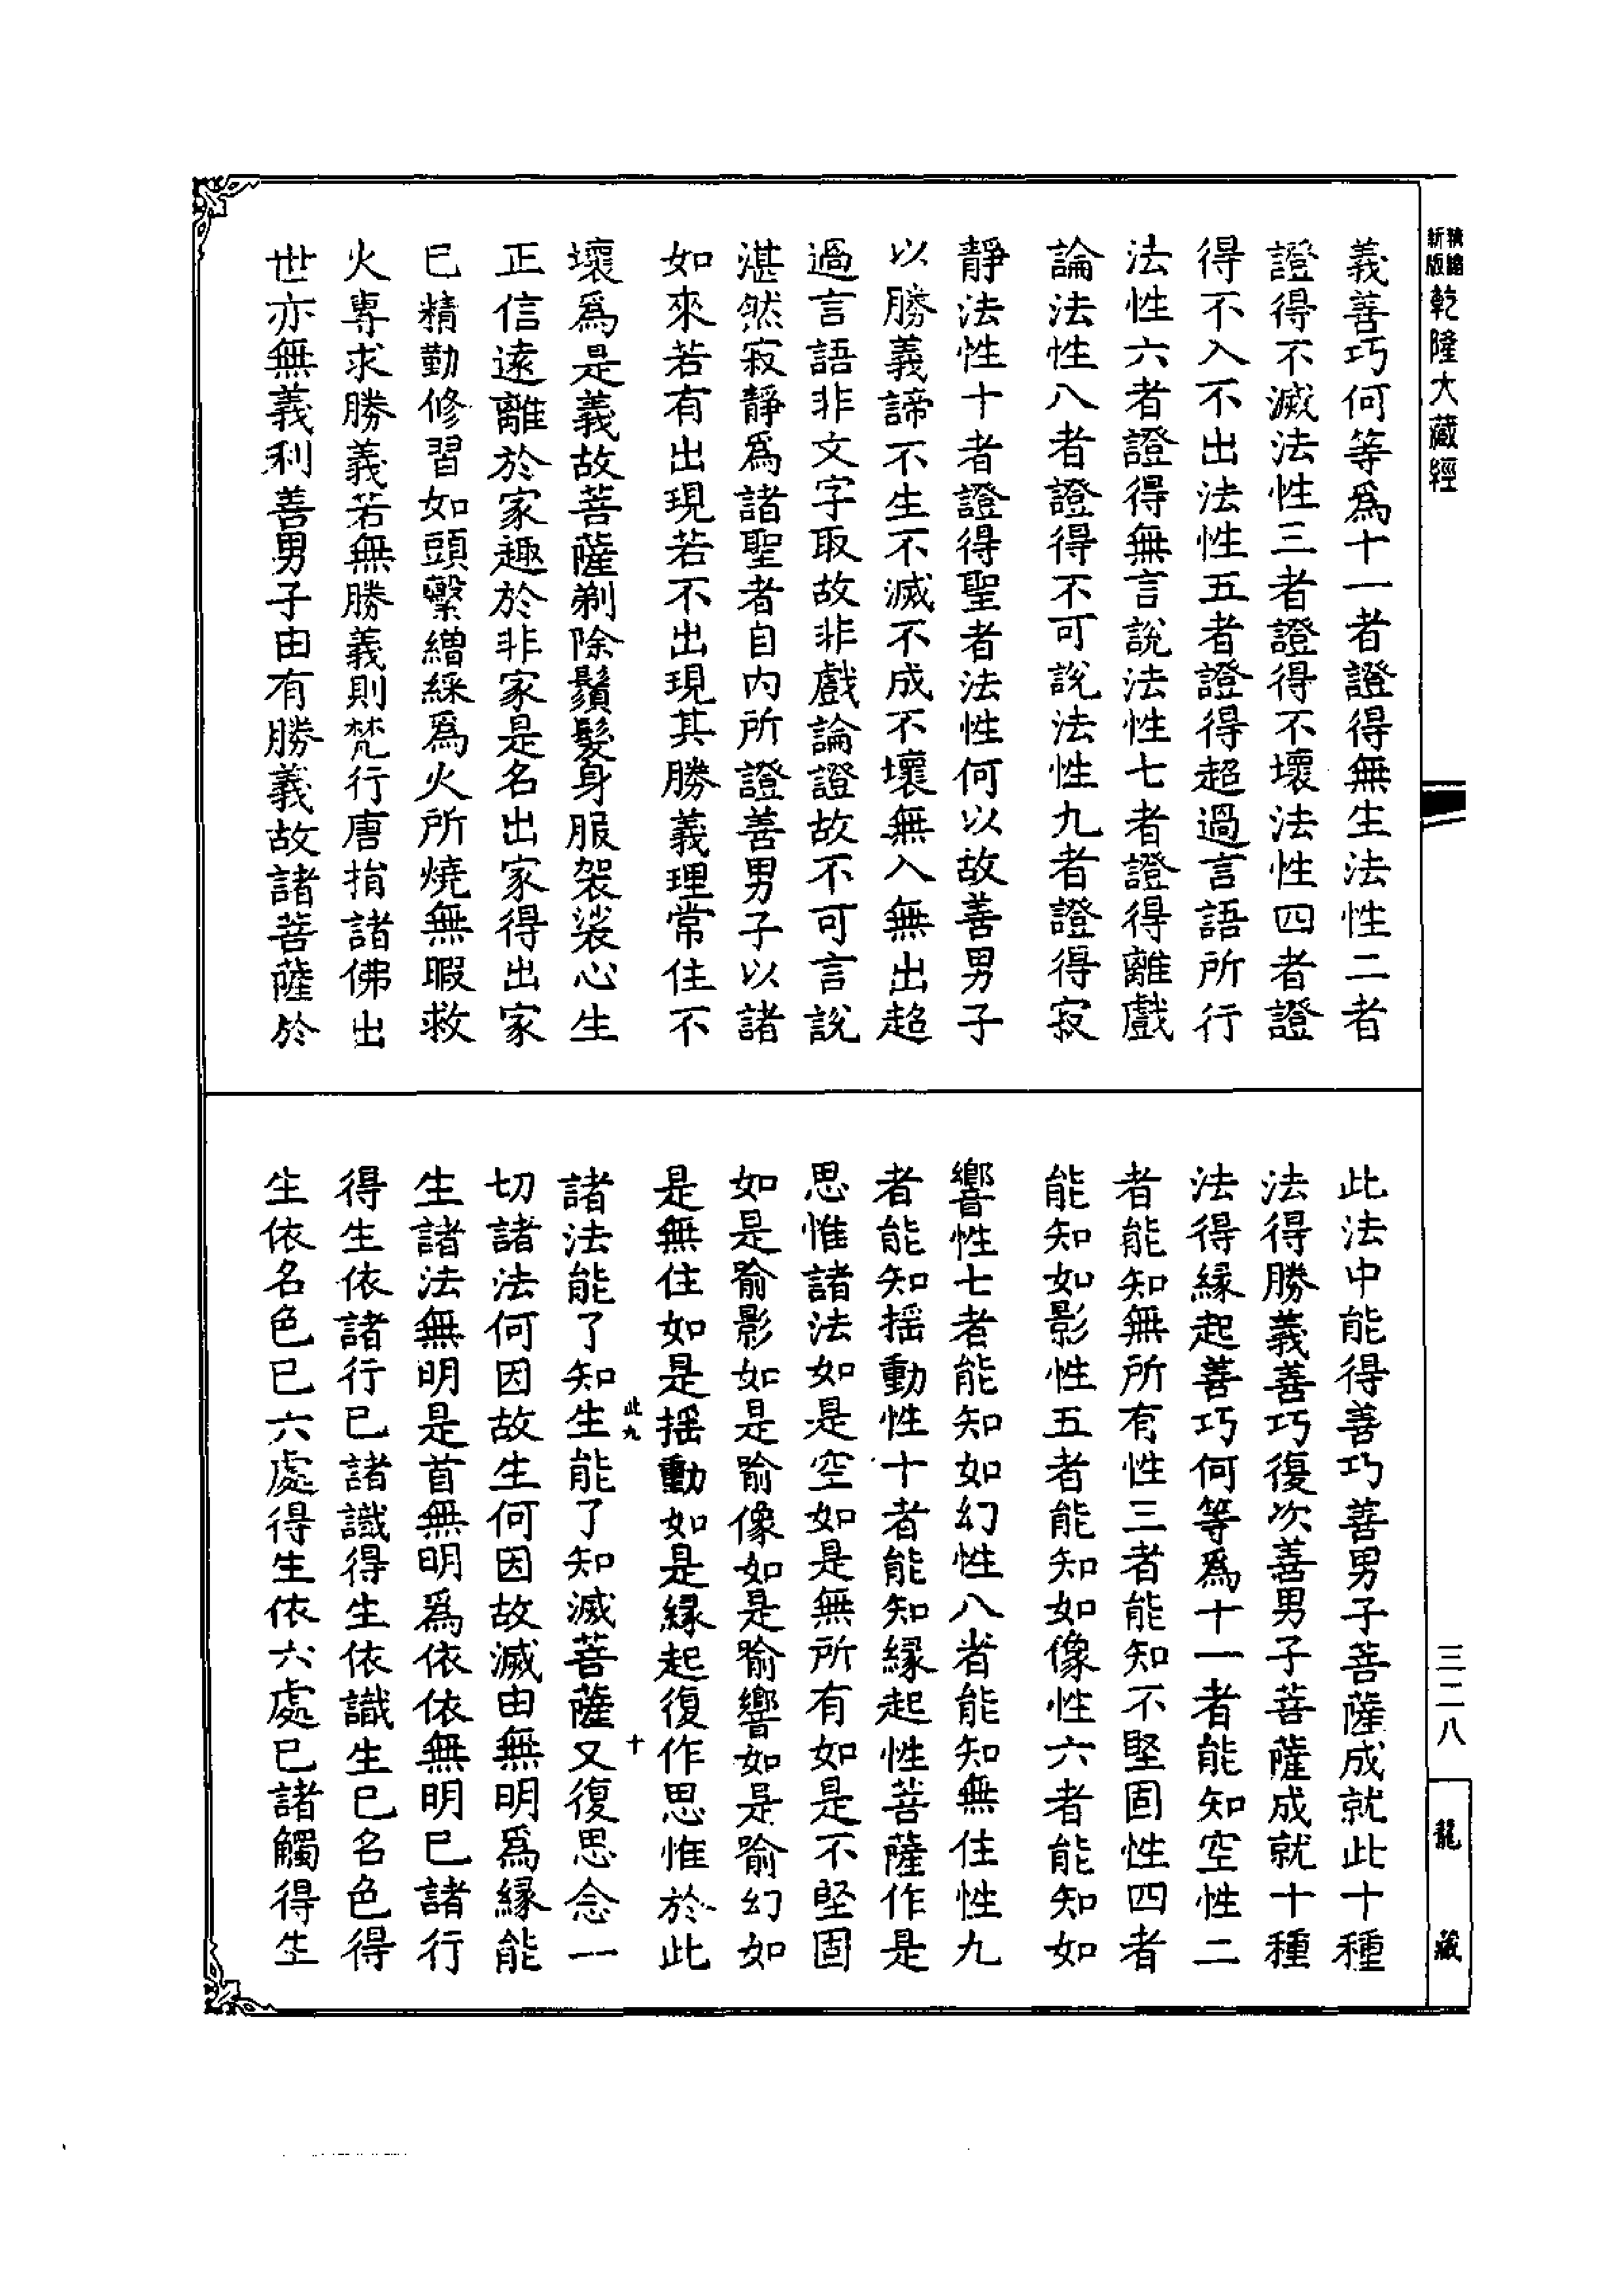 精縮
新版
乾隆大藏經
三二八
龍藏
義善巧何等爲十一者證得無生法性二者
證得不滅法性三者證得不壞法性四者證
得不入不出法性五者證得超過言語所行
法性六者證得無言說法性七者證得離戲
論法性八者證得不可說法性九者證得寂
靜法性十者證得聖者法性何以故善男子
以勝義諦不生不滅不成不壞無入無出超
過言語非文字取故非戲論證故不可言說
湛然寂靜爲諸聖者自內所證善男子以諸
如來若有出現若不出現其勝義理常住不
壞爲是義故菩薩剃除鬚髮身服袈裟心生
正信遠離於家趣於非家是名出家得出家
已精勤修習如頭繫繒綵爲火所燒無暇救
火專求勝義若無勝義則梵行唐捐諸佛出
世亦無義利善男子由有勝義故諸菩薩於
此法中能得善巧善男子菩薩成就此十種
法得勝義善巧復次善男子菩薩成就十種
法得緣起善巧何等爲十一者能知空性二
者能知無所有性三者能知不堅固性四者
能知如影性五者能知如像性六者能知如
響性七者能知如幻性八者能知無住性九
者能知搖動性十者能知緣起性菩薩作是
思惟諸法如是空如是無所有如是不堅固
如是喻影如是喻像如是喻響如是喻幻如
是無住如是搖動如是緣起復作思惟於此
此九 十
諸法能了知生能了知滅菩薩又復思念一
切諸法何因故生何因故滅由無明爲緣能
生諸法無明是首無明爲依依無明已諸行
得生依諸行已諸識得生依識生已名色得
生依名色已六處得生依六處已諸觸得生